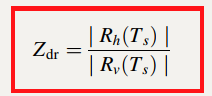 Z_dr = | R_h(T_s) | / | R_v(T_s) |